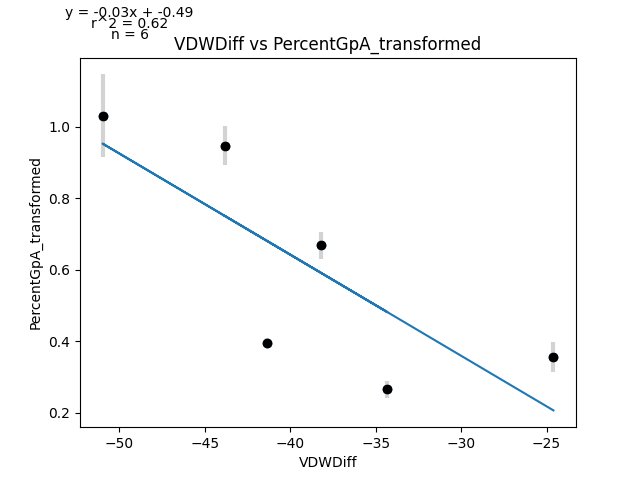 y = -0.03x + -0.49
r^2 = 0.62
n = 6
VDWDiff vs PercentGpA_transformed
PercentGpA_transformed
1.0
0.8
0.6
0.4
0.2
−50
−45
−40
−35
−30
−25
VDWDiff